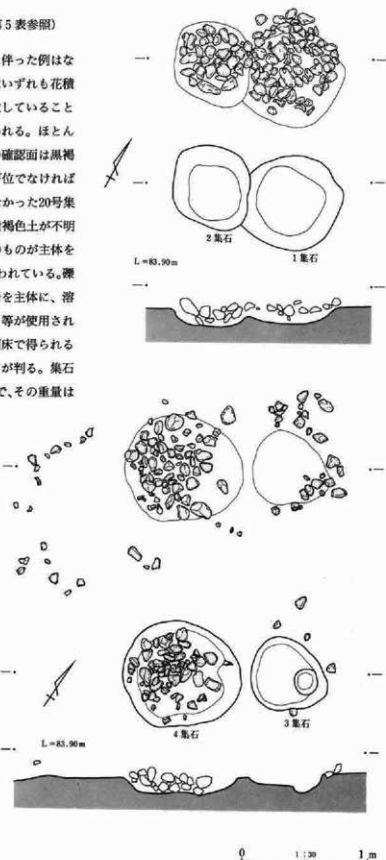 5表参照)
伴った例はな
いずれも花積
していること
れる。ほとん
確認面は黒褐
下位でなければ
なかった20号集
褐色土が不明
のものが主体を
われている。礫
を主体に、溶
等が使用され
床で得られる
が判る。集石
で、その重量は
2集石
1集石
L=83.90m
4集石
3集石
L=83.90m
0 1:30 1m